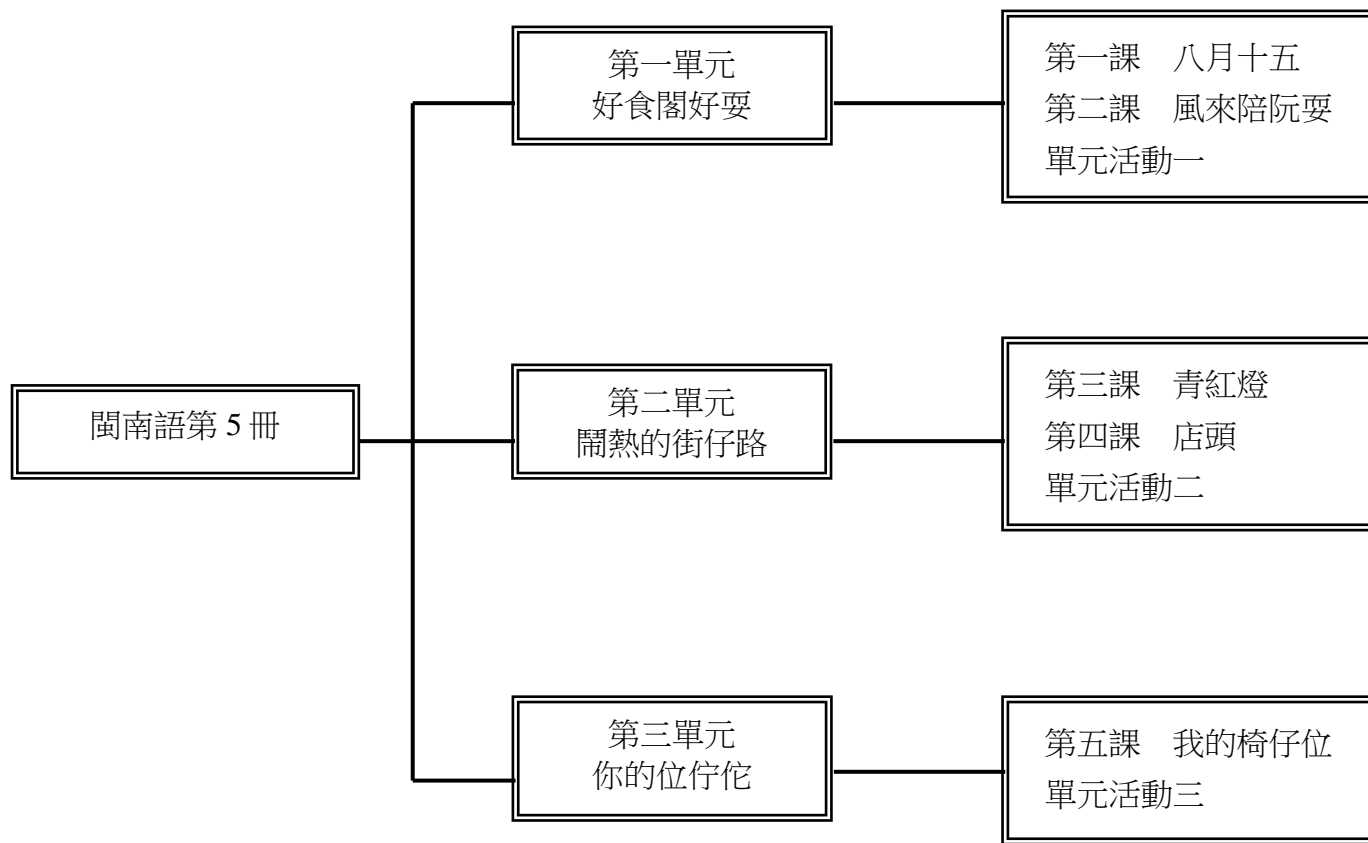 閩南語第 5 冊
第一單元
好食閣好耍
第一課　八月十五
第二課　風來陪阮耍
單元活動一
第二單元
鬧熱的街仔路
第三課　青紅燈
第四課　店頭
單元活動二
第三單元
你的位佇佗
第五課　我的椅仔位
單元活動三